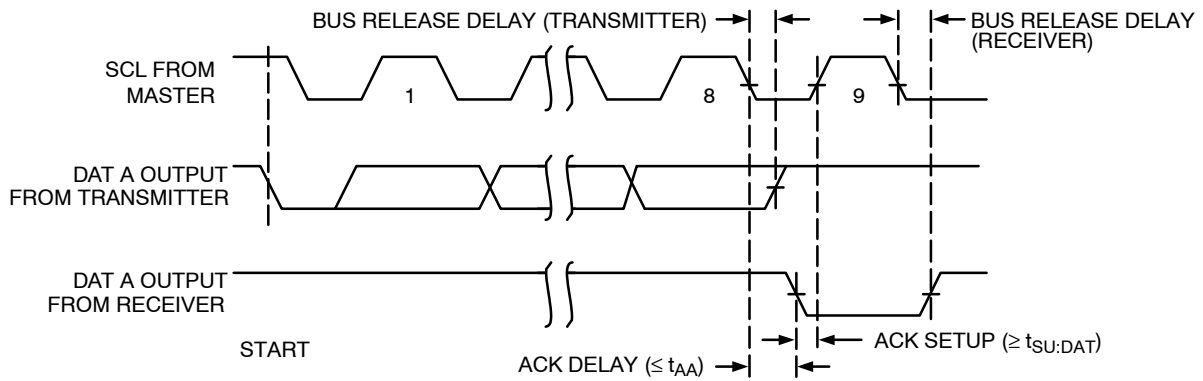 BUS RELEASE DELAY (TRANSMITTER)
BUS RELEASE DELAY
(RECEIVER)
SCL FROM
MASTER
1
8
9
DAT A OUTPUT
FROM TRANSMITTER
DAT A OUTPUT
FROM RECEIVER
START
ACK SETUP (≥ tSU:DAT)
ACK DELAY (≤ tAA)